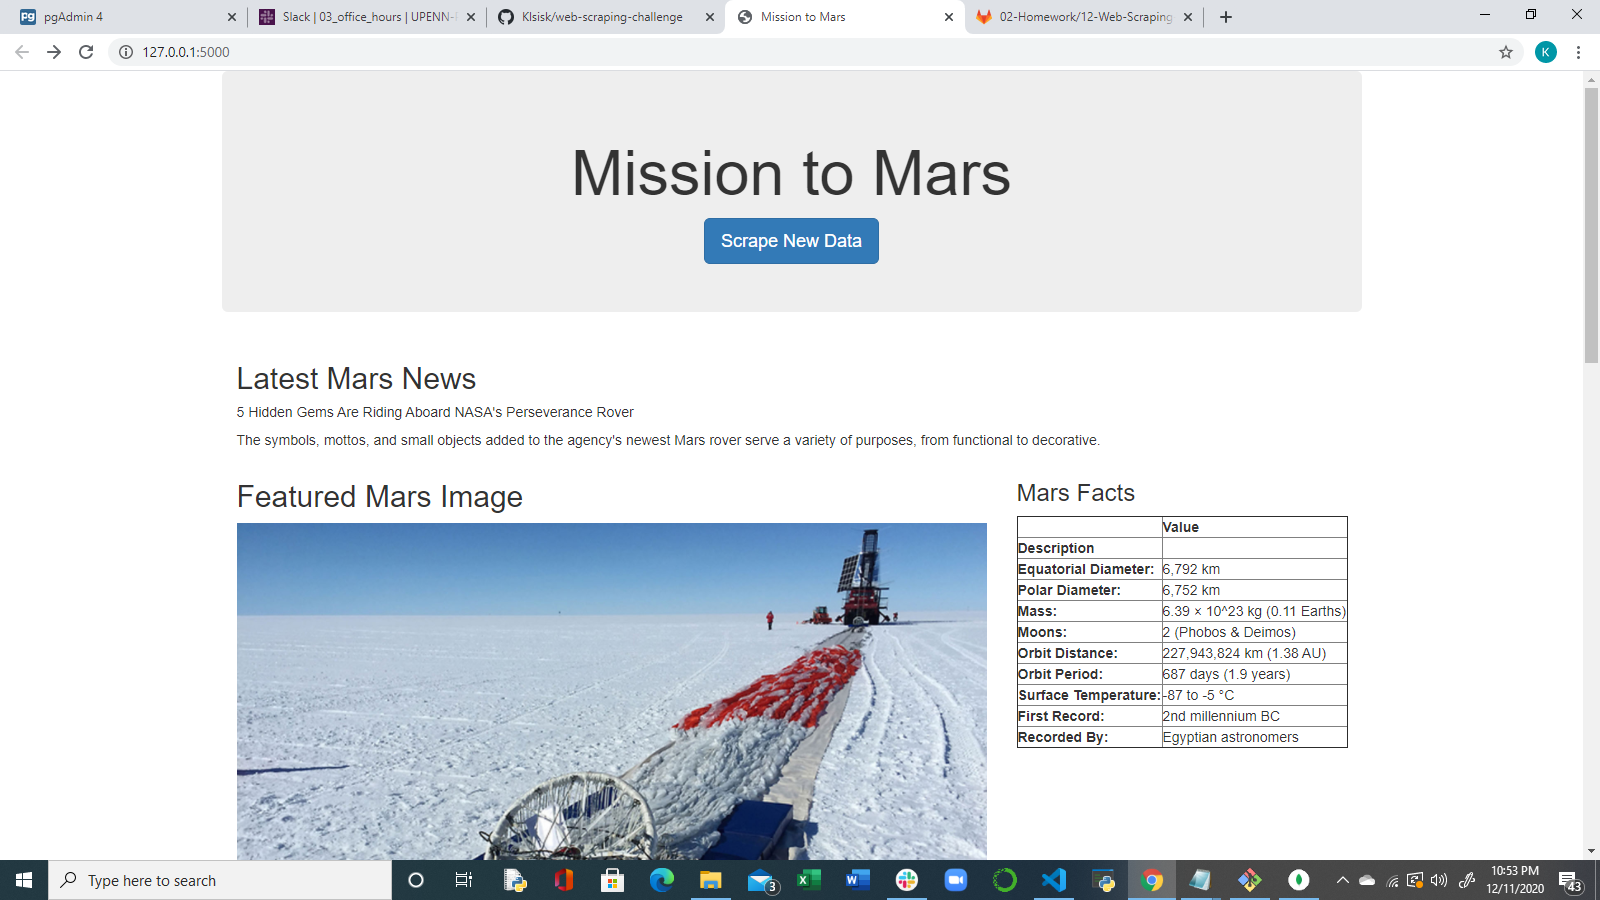 pgAdmin 4
Slack | 03_office_hours | UPENN-
Klsisk/web-scraping-challenge
Mission to Mars
02-Homework/12-Web-Scraping
127.0.0.1:5000
K
Mission to Mars
Scrape New Data
Latest Mars News
5 Hidden Gems Are Riding Aboard NASA's Perseverance Rover
The symbols, mottos, and small objects added to the agency's newest Mars rover serve a variety of purposes, from functional to decorative.
Featured Mars Image
Mars Facts
Value
Description
Equatorial Diameter: 6,792 km
Polar Diameter: 6,752 km
Mass: 6.39 × 10^23 kg (0.11 Earths)
Moons: 2 (Phobos & Deimos)
Orbit Distance: 227,943,824 km (1.38 AU)
Orbit Period: 687 days (1.9 years)
Surface Temperature: -87 to -5 °C
First Record: 2nd millennium BC
Recorded By: Egyptian astronomers
Type here to search
3
10:53 PM
12/11/2020
43